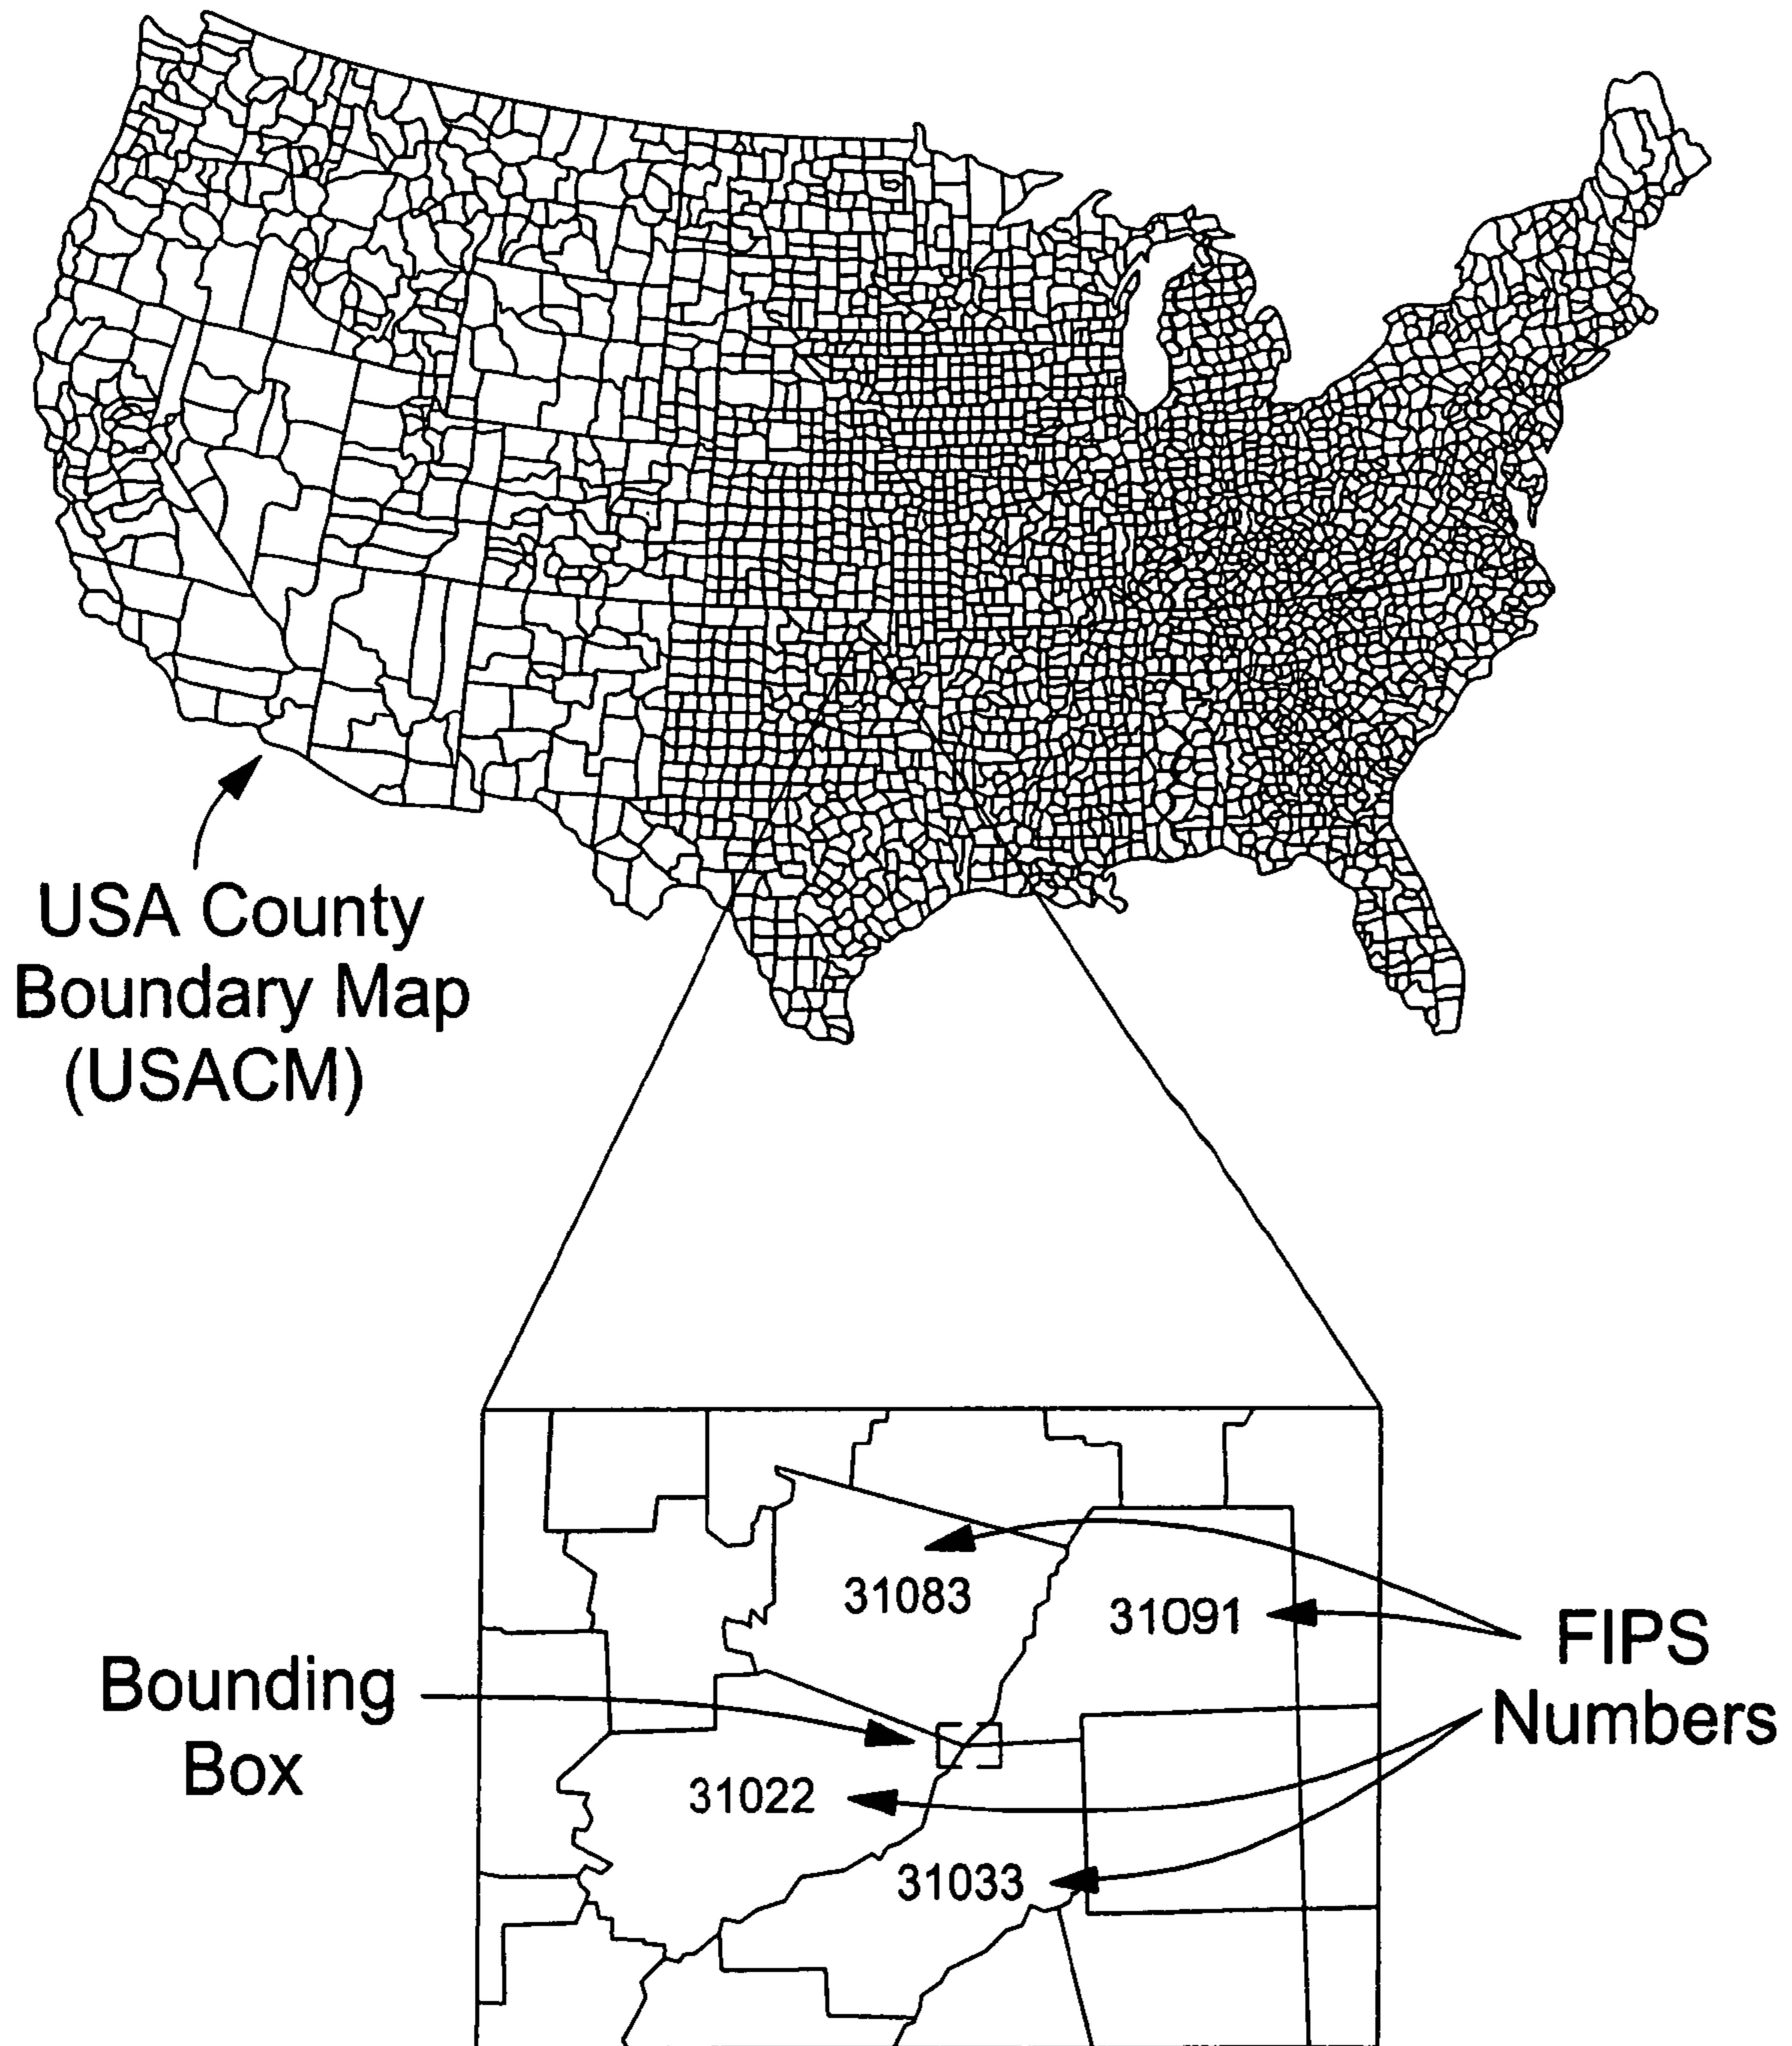 USA County
Boundary Map
(USACM)
31083
31091
FIPS
Numbers
Bounding
Box
31022
31033